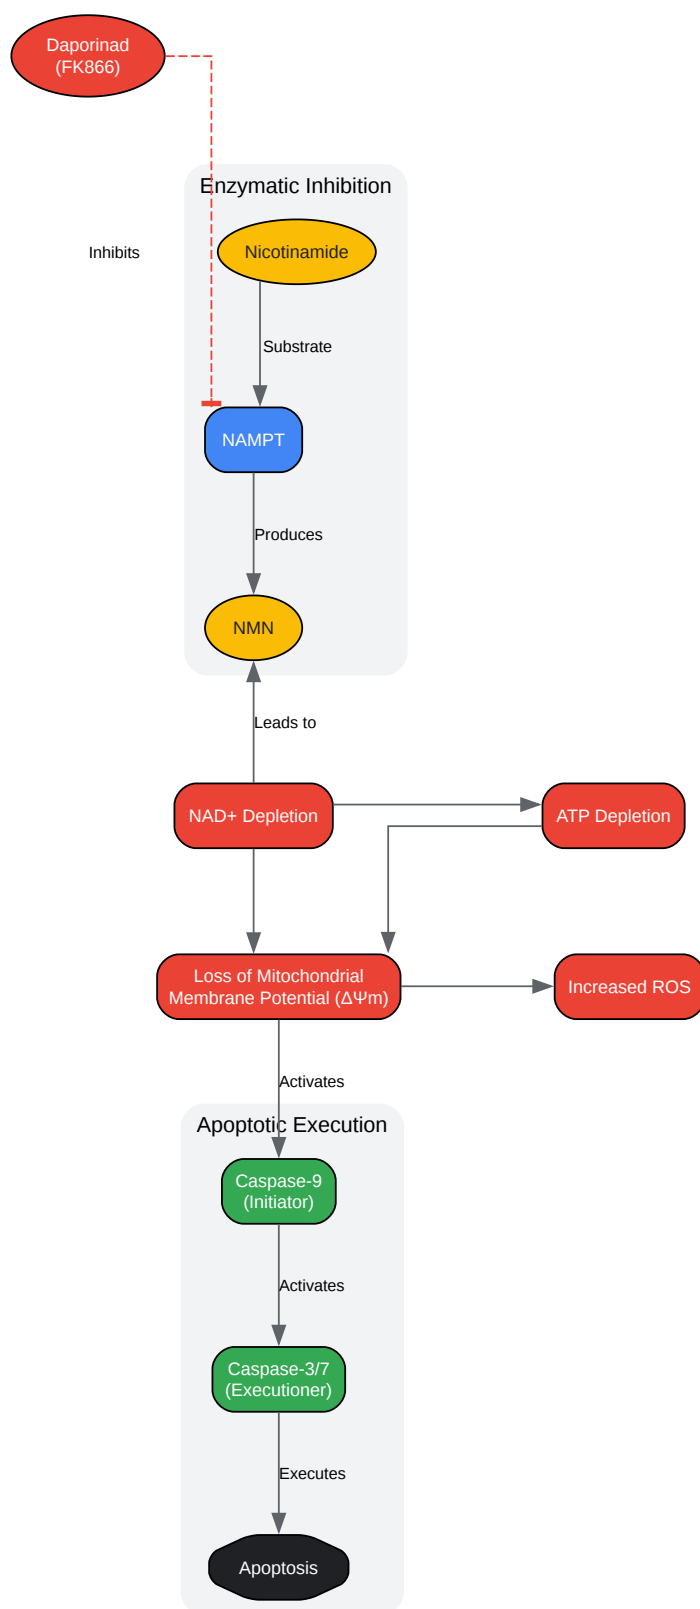 Daporinad
(FK866)
Enzymatic Inhibition
Inhibits
Nicotinamide
Substrate
NAMPT
Produces
NMN
Leads to
NAD+ Depletion
ATP Depletion
Loss of Mitochondrial
Membrane Potential (ΔΨm)
Increased ROS
Activates
Apoptotic Execution
Caspase-9
(Initiator)
Activates
Caspase-3/7
(Executioner)
Executes
Apoptosis